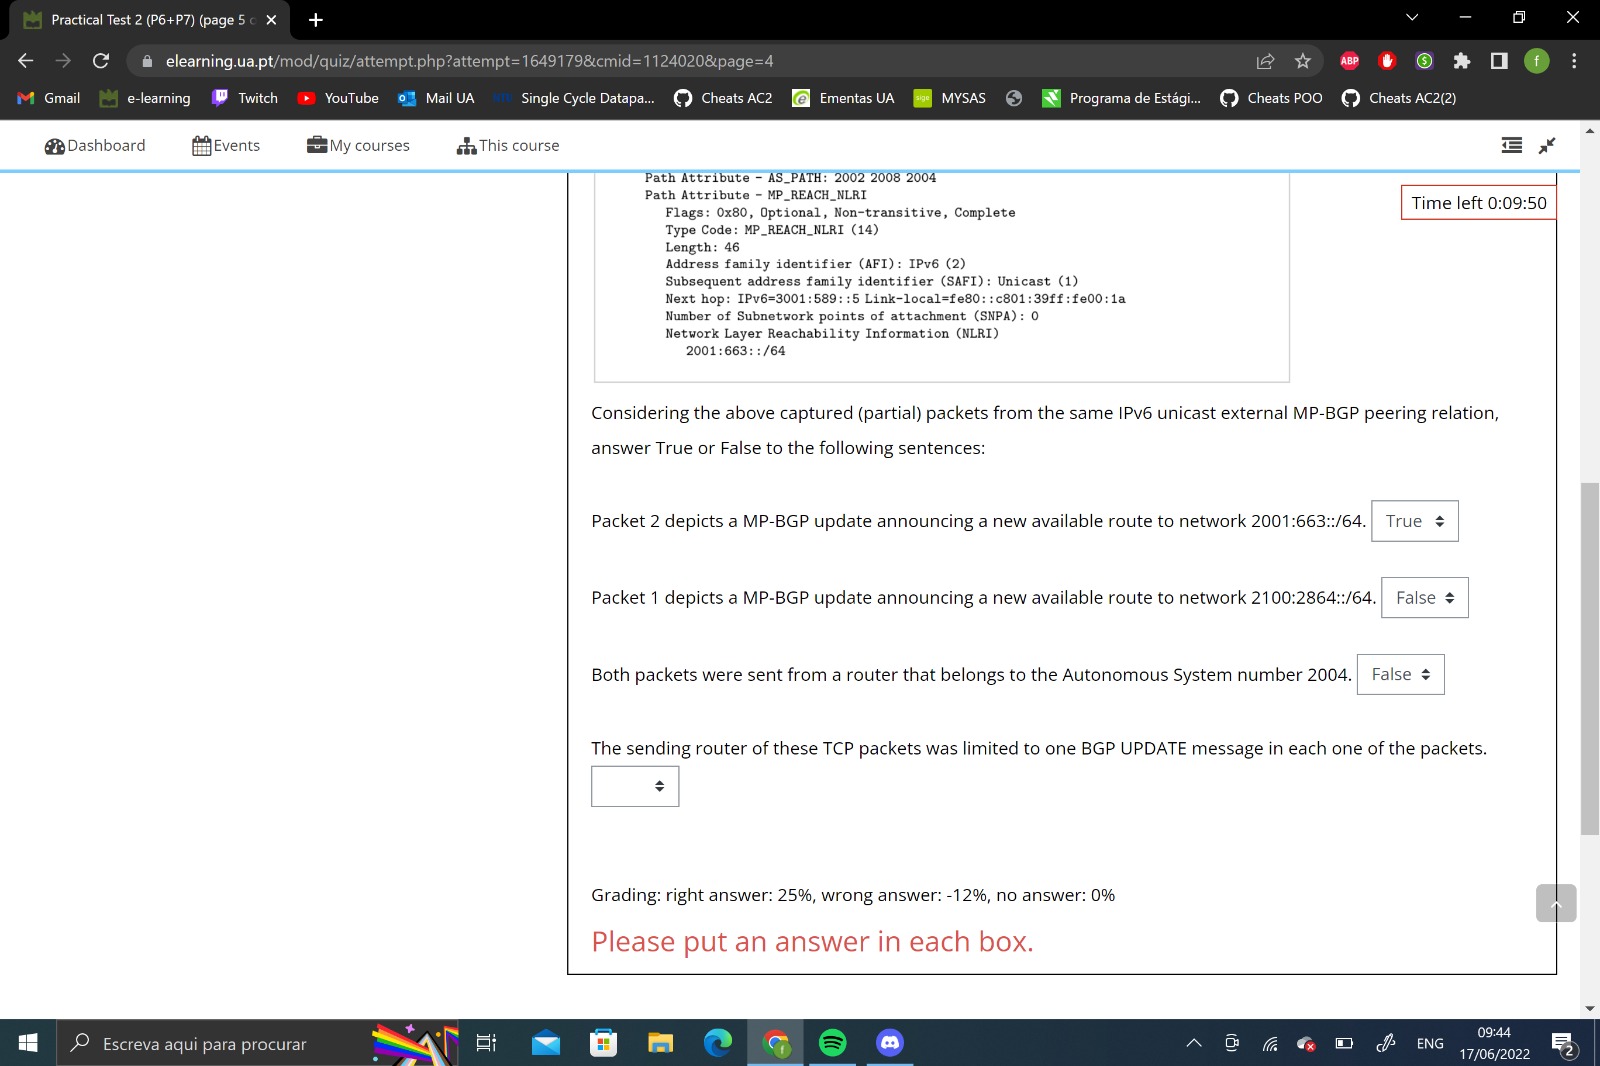 Practical Test 2 (P6+P7) (page 5 o
elearning.ua.pt/mod/quiz/attempt.php?attempt=1649179&cmid=1124020&page=4
ABP
f
Gmail e-learning Twitch YouTube Mail UA Single Cycle Datapa... Cheats AC2 Ementas UA MYSAS Programa de Estági... Cheats POO Cheats AC2(2)
Dashboard Events My courses This course
Time left 0:09:50
Path Attribute - AS_PATH: 2002 2008 2004
Path Attribute - MP_REACH_NLRI
Flags: 0x80, Optional, Non-transitive, Complete
Type Code: MP_REACH_NLRI (14)
Length: 46
Address family identifier (AFI): IPv6 (2)
Subsequent address family identifier (SAFI): Unicast (1)
Next hop: IPv6=3001:589::5 Link-local=fe80::c801:39ff:fe00:1a
Number of Subnetwork points of attachment (SNPA): 0
Network Layer Reachability Information (NLRI)
2001:663::/64
Considering the above captured (partial) packets from the same IPv6 unicast external MP-BGP peering relation,
answer True or False to the following sentences:
Packet 2 depicts a MP-BGP update announcing a new available route to network 2001:663::/64. True
Packet 1 depicts a MP-BGP update announcing a new available route to network 2100:2864::/64. False
Both packets were sent from a router that belongs to the Autonomous System number 2004. False
The sending router of these TCP packets was limited to one BGP UPDATE message in each one of the packets.
Grading: right answer: 25%, wrong answer: -12%, no answer: 0%
Please put an answer in each box.
Escreva aqui para procurar
ENG
09:44
17/06/2022
2